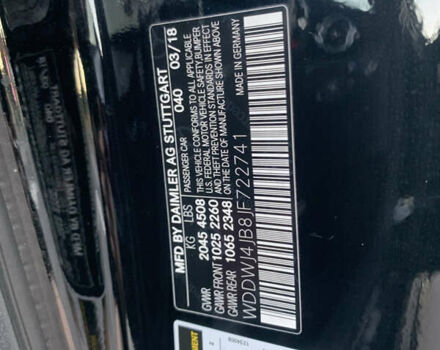 MFD BY DAIMLER AG STUTTGART
PASSENGER CAR 040 03/18
KG LBS
GVWR 2045 4508
GAWR FRONT 1025 2260
GAWR REAR 1065 2348
THIS VEHICLE CONFORMS TO ALL APPLICABLE
U.S. FEDERAL MOTOR VEHICLE SAFETY, BUMPER
AND THEFT PREVENTION STANDARDS IN EFFECT ON
THE DATE OF MANUFACTURE SHOWN ABOVE
WDDWJ4JB8JF722741
MADE IN GERMANY